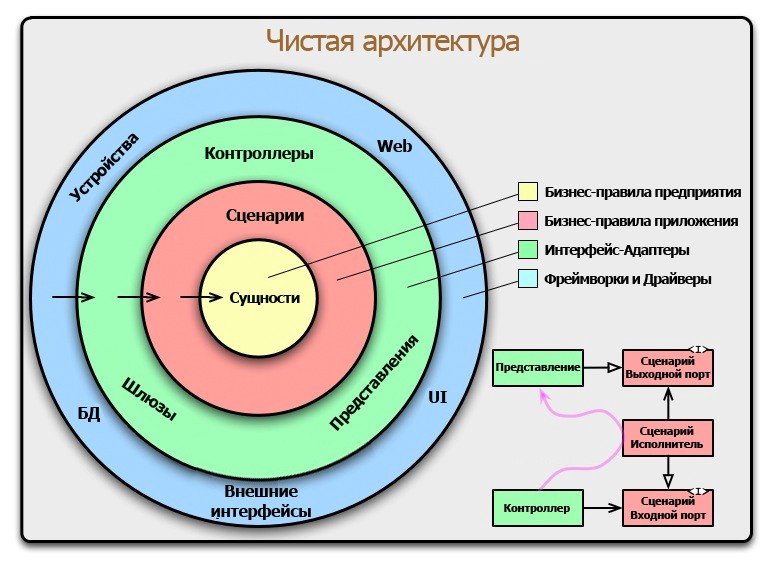 Чистая архитектура
Устройства
Web
Контроллеры
Сценарии
Сущности
Шлюзы
Представления
БД
UI
Внешние
интерфейсы
Бизнес-правила предприятия
Бизнес-правила приложения
Интерфейс-Адаптеры
Фреймворки и Драйверы
Представление
<I>
Сценарий
Выходной порт
Сценарий
Исполнитель
Контроллер
<I>
Сценарий
Входной порт